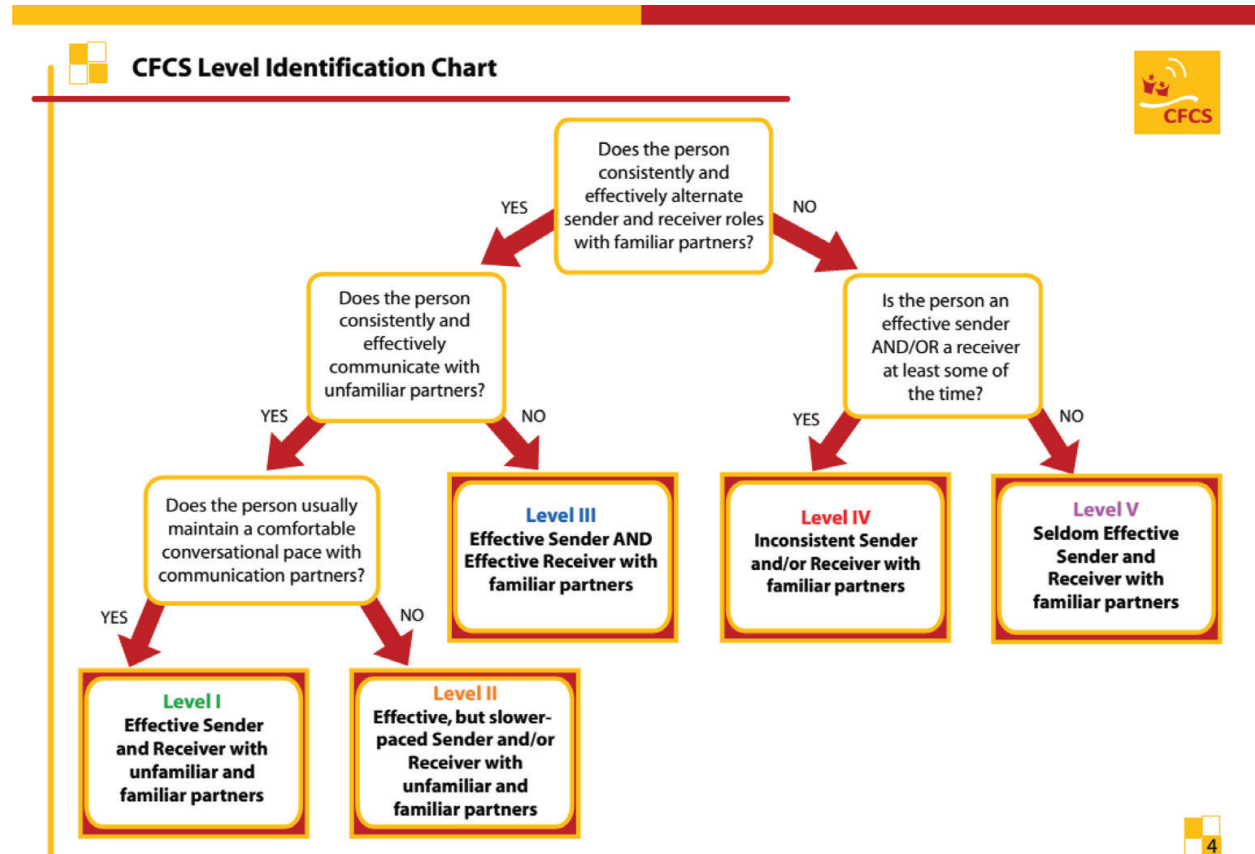 CFCS Level Identification Chart
CFCS
Does the person
consistently and
effectively alternate
sender and receiver roles
with familiar partners?
YES
NO
Does the person
consistently and
effectively
communicate with
unfamiliar partners?
Is the person an
effective sender
AND/OR a receiver
at least some of
the time?
YES
NO
YES
NO
Does the person usually
maintain a comfortable
conversational pace with
communication partners?
Level III
Effective Sender AND
Effective Receiver with
familiar partners
Level IV
Inconsistent Sender
and/or Receiver with
familiar partners
Level V
Seldom Effective
Sender and
Receiver with
familiar partners
YES
NO
Level I
Effective Sender
and Receiver with
unfamiliar and
familiar partners
Level II
Effective, but slower-
paced Sender and/or
Receiver with
unfamiliar and
familiar partners
4